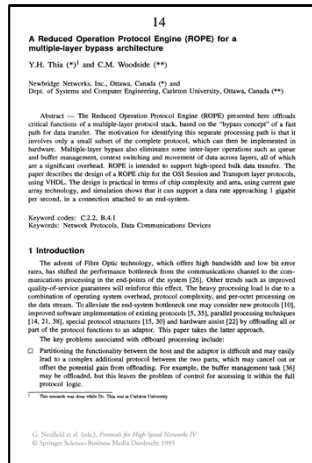 14
A Reduced Operation Protocol Engine (ROPE) for a
multiple-layer bypass architecture
Y.H. Thia (*)¹ and C.M. Woodside (**)
Newbridge Networks, Inc., Ottawa, Canada (*) and
Dept. of Systems and Computer Engineering, Carleton University, Ottawa, Canada (**)
Abstract — The Reduced Operation Protocol Engine (ROPE) presented here offloads
critical functions of a multiple-layer protocol stack, based on the "bypass concept" of a fast
path for data transfer. The motivation for identifying this separate processing path is that it
involves only a small subset of the complete protocol, which can then be implemented in
hardware. Multiple-layer bypass also eliminates some inter-layer operations such as queue
and buffer management, context switching and movement of data across layers, all of which
are a significant overhead. ROPE is intended to support high-speed bulk data transfer. The
paper describes the design of a ROPE chip for the OSI Session and Transport layer protocols,
using VHDL. The design is practical in terms of chip complexity and area, using current gate
array technology, and simulation shows that it can support a data rate approaching 1 gigabit
per second, in a connection attached to an end-system.
Keyword codes: C.2.2, B.4.1
Keywords: Network Protocols, Data Communications Devices
1 Introduction
The advent of Fibre Optic technology, which offers high bandwidth and low bit error
rates, has shifted the performance bottleneck from the communications channel to the com-
munications processing in the end-points of the system [26]. Other trends such as improved
quality-of-service guarantees will reinforce this effect. The heavy processing load is due to a
combination of operating system overhead, protocol complexity, and per-octet processing on
the data stream. To alleviate the end-system bottleneck one may consider new protocols [10],
improved software implementation of existing protocols [5, 35], parallel processing techniques
[14, 21, 38], special protocol structures [15, 30] and hardware assist [22] by offloading all or
part of the protocol functions to an adaptor. This paper takes the latter approach.
The key problems associated with offboard processing include:
□ Partitioning the functionality between the host and the adaptor is difficult and may easily
lead to a complex additional protocol between the two parts, which may cancel out or
offset the potential gain from offloading. For example, the buffer management task [36]
may be offloaded, but this leaves the problem of control for accessing it within the full
protocol logic.
¹ This research was done while Dr. Thia was at Carleton University
G. Neufield et al. (eds.), Protocols for High Speed Networks IV
© Springer Science+Business Media Dordrecht 1995